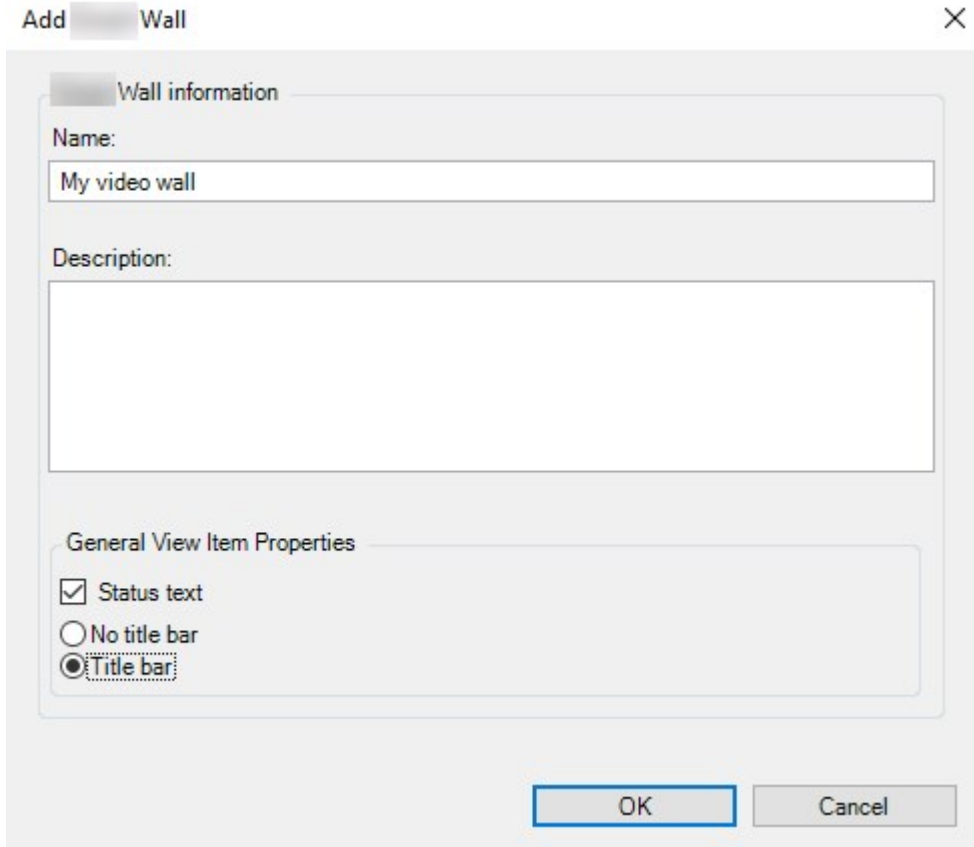 Add Wall
Wall information
Name:
My video wall
Description:
General View Item Properties
Status text
No title bar
Title bar
OK
Cancel